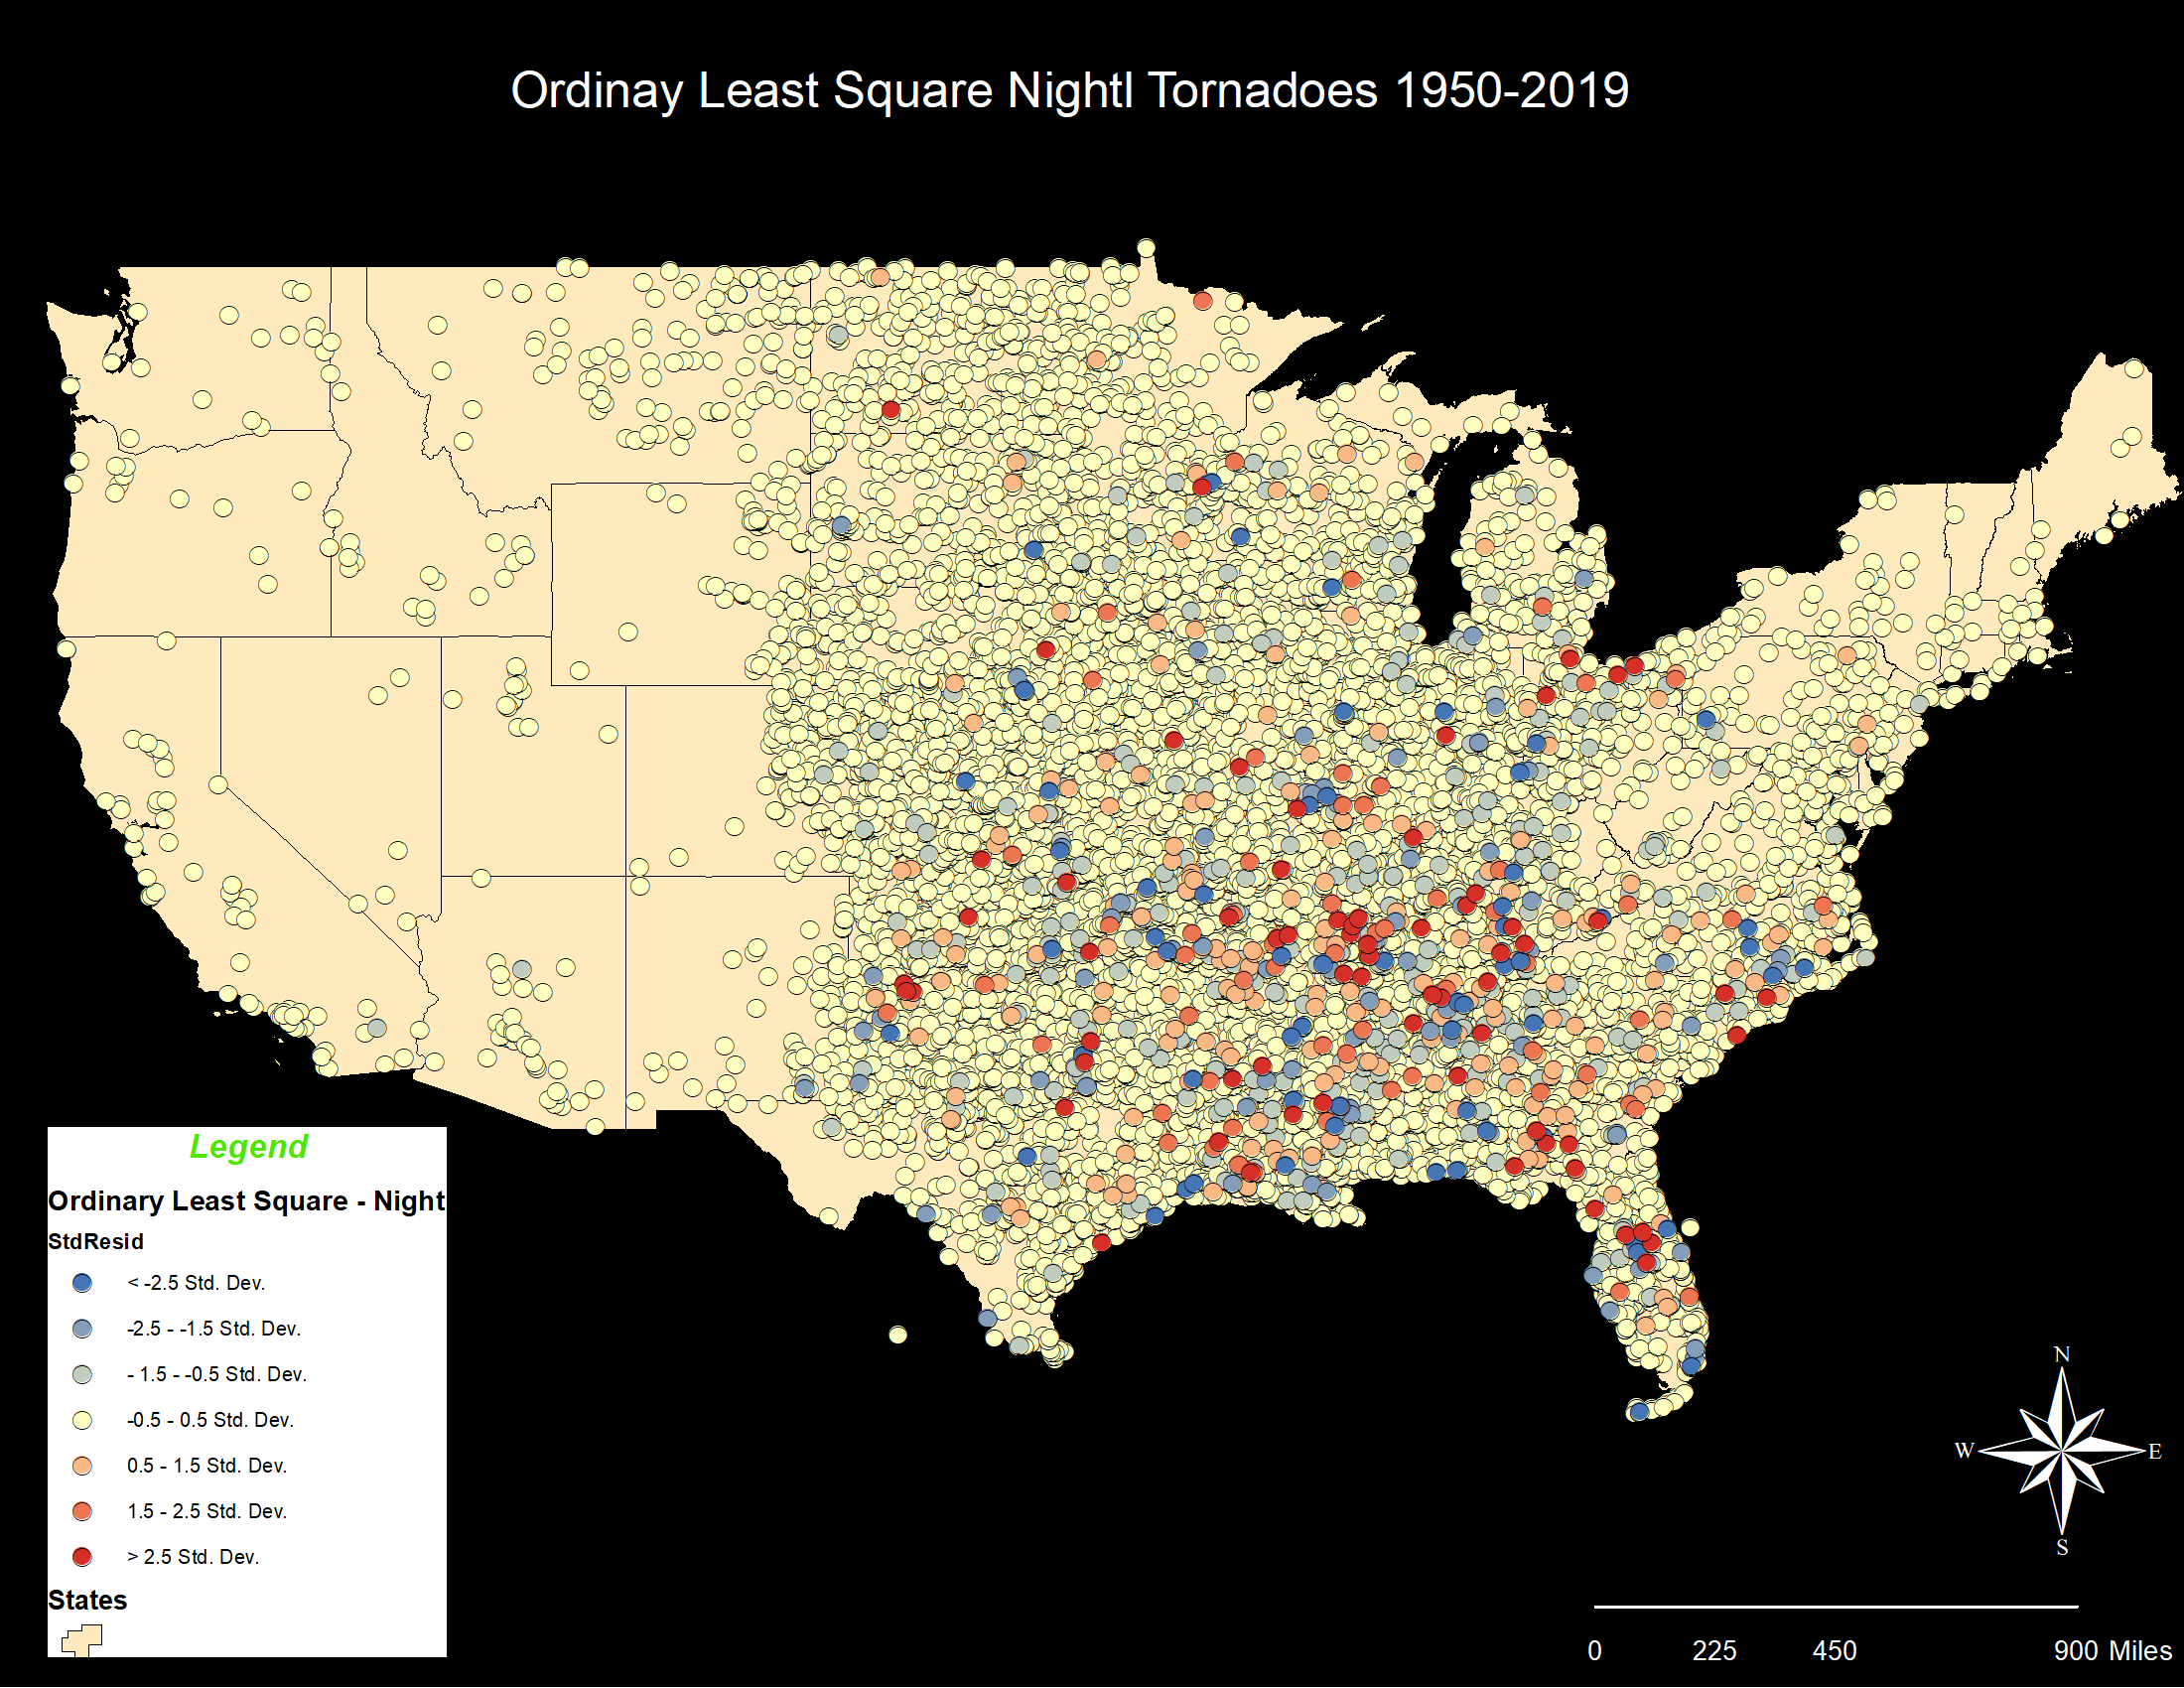 Ordinay Least Square Nightl Tornadoes 1950-2019
Legend
Ordinary Least Square - Night
StdResid
< -2.5 Std. Dev.
-2.5 - -1.5 Std. Dev.
- 1.5 - -0.5 Std. Dev.
-0.5 - 0.5 Std. Dev.
0.5 - 1.5 Std. Dev.
1.5 - 2.5 Std. Dev.
> 2.5 Std. Dev.
States
N
W E
S
0 225 450 900 Miles